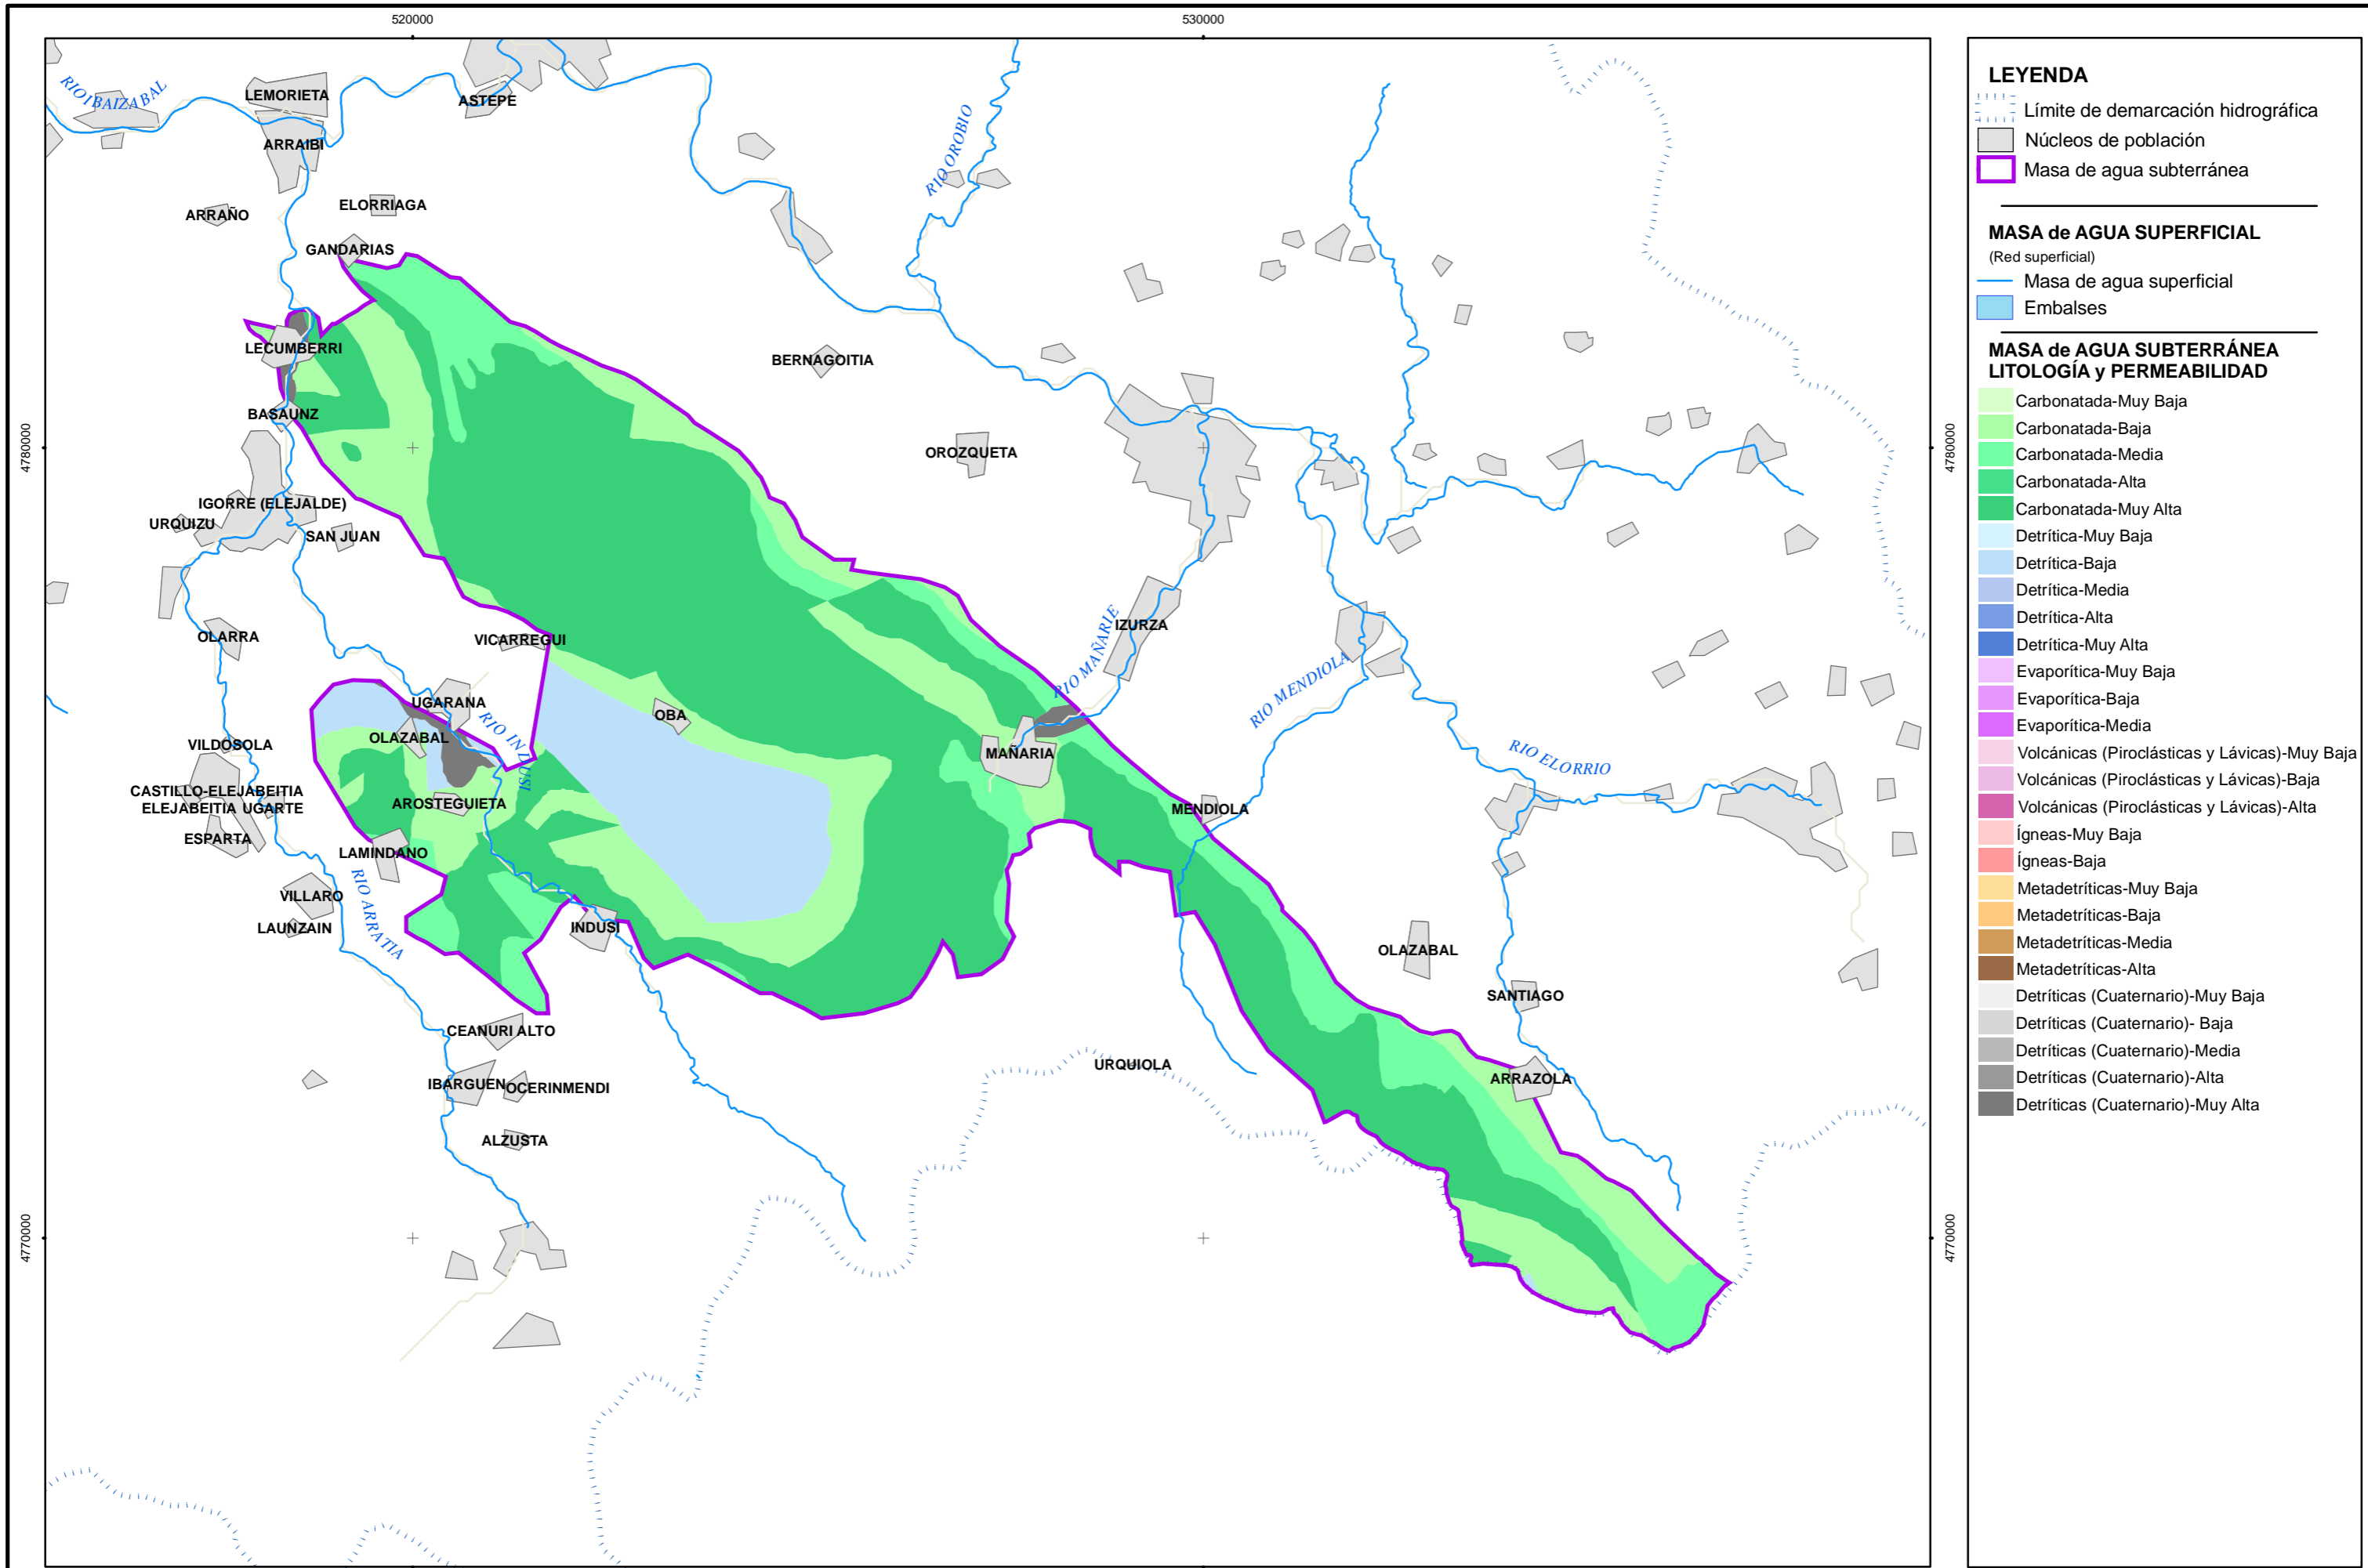 520000
530000
4780000
4770000
4780000
4770000
RIO IBAIZABAL
LEMORIETA
ASTEPE
ARRAIBI
RIO OROBIO
ARRAÑO
ELORRIAGA
GANDARIAS
LECUMBERRI
BERNAGOITIA
BASAUNZ
OROZQUETA
IGORRE (ELEJALDE)
URQUIZU
SAN JUAN
OLARRA
VICARREGUI
IZURZA
RIO MAÑARIE
RIO MENDIOLA
UGARANA
OBA
RIO INDUSI
OLAZABAL
VILDOSOLA
MAÑARIA
RIO ELORRIO
CASTILLO-ELEJABEITIA
ELEJABEITIA UGARTE
AROSTEGUIETA
MENDIOLA
ESPARTA
LAMINDANO
VILLARO
RIO ARRATIA
LAUNZAIN
INDUSI
OLAZABAL
SANTIAGO
CEANURI ALTO
URQUIOLA
ARRAZOLA
IBARGUEN
OCERINMENDI
ALZUSTA
LEYENDA
Límite de demarcación hidrográfica
Núcleos de población
Masa de agua subterránea
MASA de AGUA SUPERFICIAL
(Red superficial)
Masa de agua superficial
Embalses
MASA de AGUA SUBTERRÁNEA
LITOLOGÍA y PERMEABILIDAD
Carbonatada-Muy Baja
Carbonatada-Baja
Carbonatada-Media
Carbonatada-Alta
Carbonatada-Muy Alta
Detrítica-Muy Baja
Detrítica-Baja
Detrítica-Media
Detrítica-Alta
Detrítica-Muy Alta
Evaporítica-Muy Baja
Evaporítica-Baja
Evaporítica-Media
Volcánicas (Piroclásticas y Lávicas)-Muy Baja
Volcánicas (Piroclásticas y Lávicas)-Baja
Volcánicas (Piroclásticas y Lávicas)-Alta
Ígneas-Muy Baja
Ígneas-Baja
Metadetríticas-Muy Baja
Metadetríticas-Baja
Metadetríticas-Media
Metadetríticas-Alta
Detríticas (Cuaternario)-Muy Baja
Detríticas (Cuaternario)- Baja
Detríticas (Cuaternario)-Media
Detríticas (Cuaternario)-Alta
Detríticas (Cuaternario)-Muy Alta